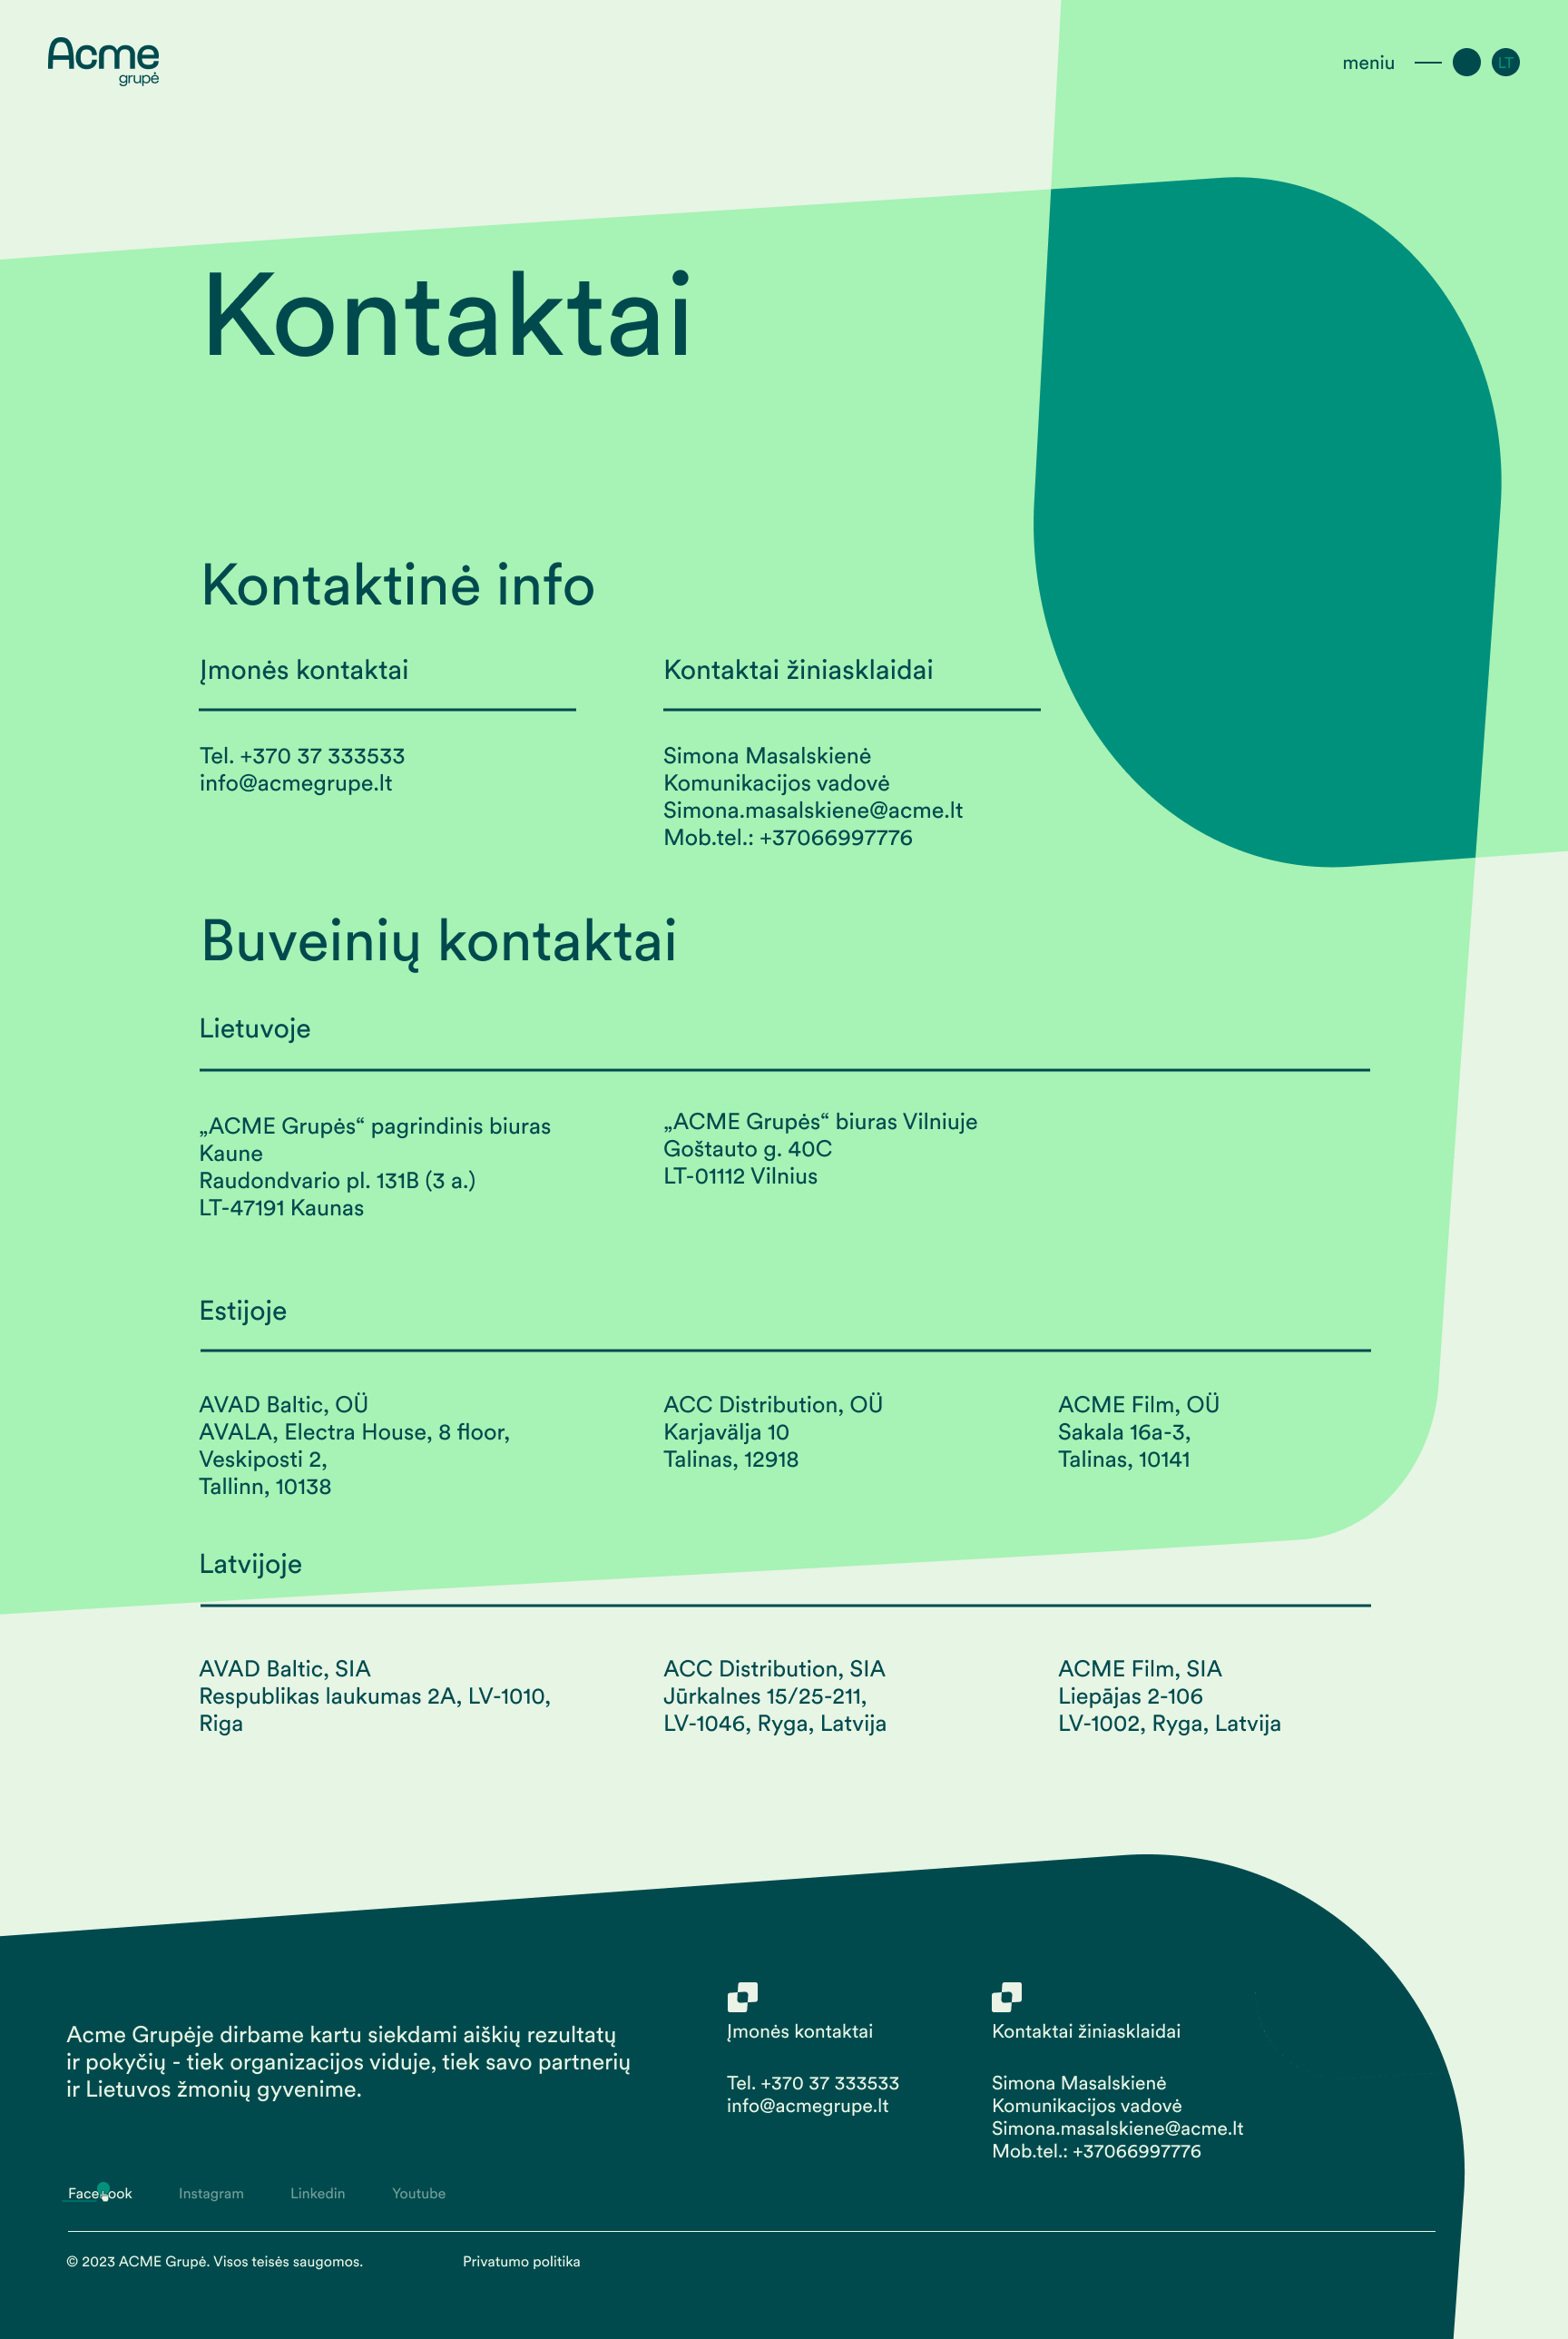 Acme
grupė
meniu
LT
Kontaktai
Kontaktinė info
Įmonės kontaktai
Tel. +370 37 333533
info@acmegrupe.lt
Kontaktai žiniasklaidai
Simona Masalskienė
Komunikacijos vadovė
Simona.masalskiene@acme.lt
Mob.tel.: +37066997776
Buveinių kontaktai
Lietuvoje
„ACME Grupės“ pagrindinis biuras
Kaune
Raudondvario pl. 131B (3 a.)
LT-47191 Kaunas
„ACME Grupės“ biuras Vilniuje
Goštauto g. 40C
LT-01112 Vilnius
Estijoje
AVAD Baltic, OÜ
AVALA, Electra House, 8 floor,
Veskiposti 2,
Tallinn, 10138
ACC Distribution, OÜ
Karjavälja 10
Talinas, 12918
ACME Film, OÜ
Sakala 16a-3,
Talinas, 10141
Latvijoje
AVAD Baltic, SIA
Respublikas laukumas 2A, LV-1010,
Riga
ACC Distribution, SIA
Jūrkalnes 15/25-211,
LV-1046, Ryga, Latvija
ACME Film, SIA
Liepājas 2-106
LV-1002, Ryga, Latvija
Acme Grupėje dirbame kartu siekdami aiškių rezultatų
ir pokyčių - tiek organizacijos viduje, tiek savo partnerių
ir Lietuvos žmonių gyvenime.
Įmonės kontaktai
Tel. +370 37 333533
info@acmegrupe.lt
Kontaktai žiniasklaidai
Simona Masalskienė
Komunikacijos vadovė
Simona.masalskiene@acme.lt
Mob.tel.: +37066997776
Facebook
Instagram
Linkedin
Youtube
© 2023 ACME Grupė. Visos teisės saugomos.
Privatumo politika